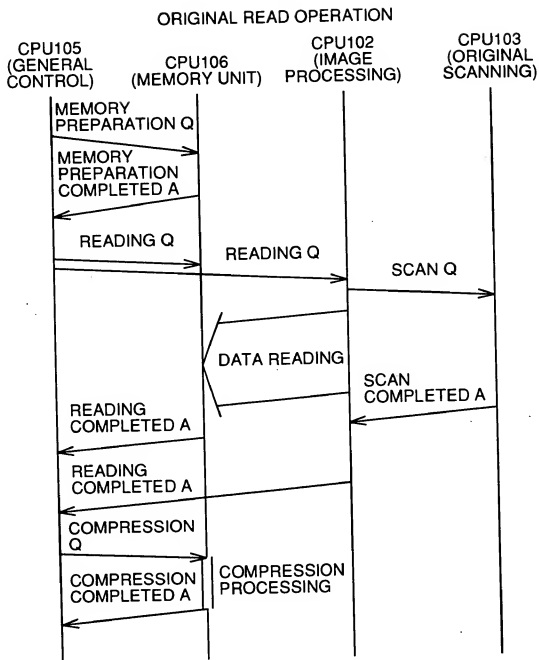 ORIGINAL READ OPERATION
CPU105
(GENERAL
CONTROL)
CPU106
(MEMORY UNIT)
CPU102
(IMAGE
PROCESSING)
CPU103
(ORIGINAL
SCANNING)
MEMORY
PREPARATION Q
MEMORY
PREPARATION
COMPLETED A
READING Q
READING Q
SCAN Q
DATA READING
SCAN
COMPLETED A
READING
COMPLETED A
READING
COMPLETED A
COMPRESSION
Q
COMPRESSION
PROCESSING
COMPRESSION
COMPLETED A